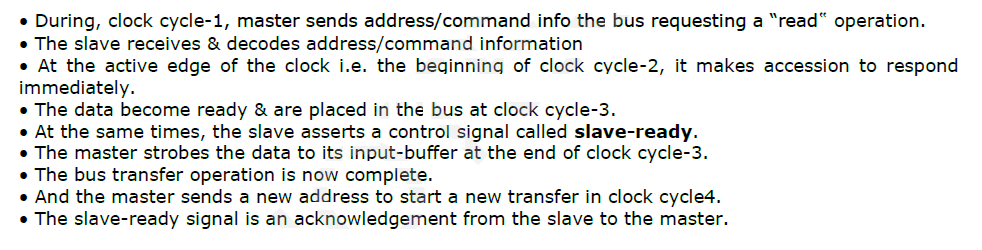 • During, clock cycle-1, master sends address/command info the bus requesting a “read“ operation.
• The slave receives & decodes address/command information
• At the active edge of the clock i.e. the beginning of clock cycle-2, it makes accession to respond
immediately.
• The data become ready & are placed in the bus at clock cycle-3.
• At the same times, the slave asserts a control signal called slave-ready.
• The master strobes the data to its input-buffer at the end of clock cycle-3.
• The bus transfer operation is now complete.
• And the master sends a new address to start a new transfer in clock cycle4.
• The slave-ready signal is an acknowledgement from the slave to the master.